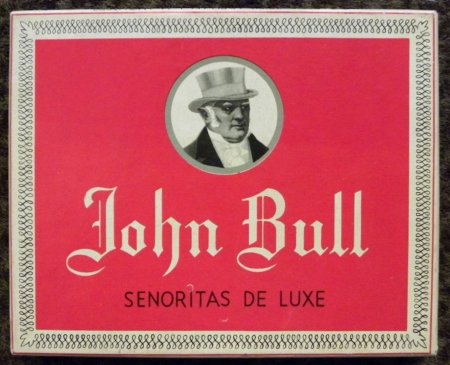 John Bull
SENORITAS DE LUXE